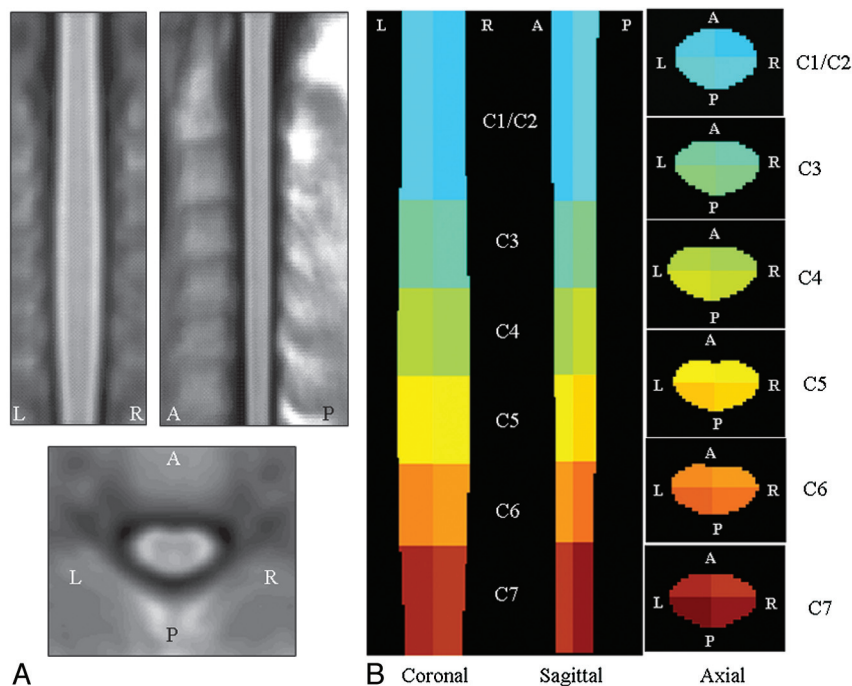 L R
A P
A
L R
P
A
L R A P
C1/C2
C3
C4
C5
C6
C7
Coronal Sagittal Axial
A
L R C1/C2
P
A
L R C3
P
A
L R C4
P
A
L R C5
P
A
L R C6
P
A
L R C7
P
B